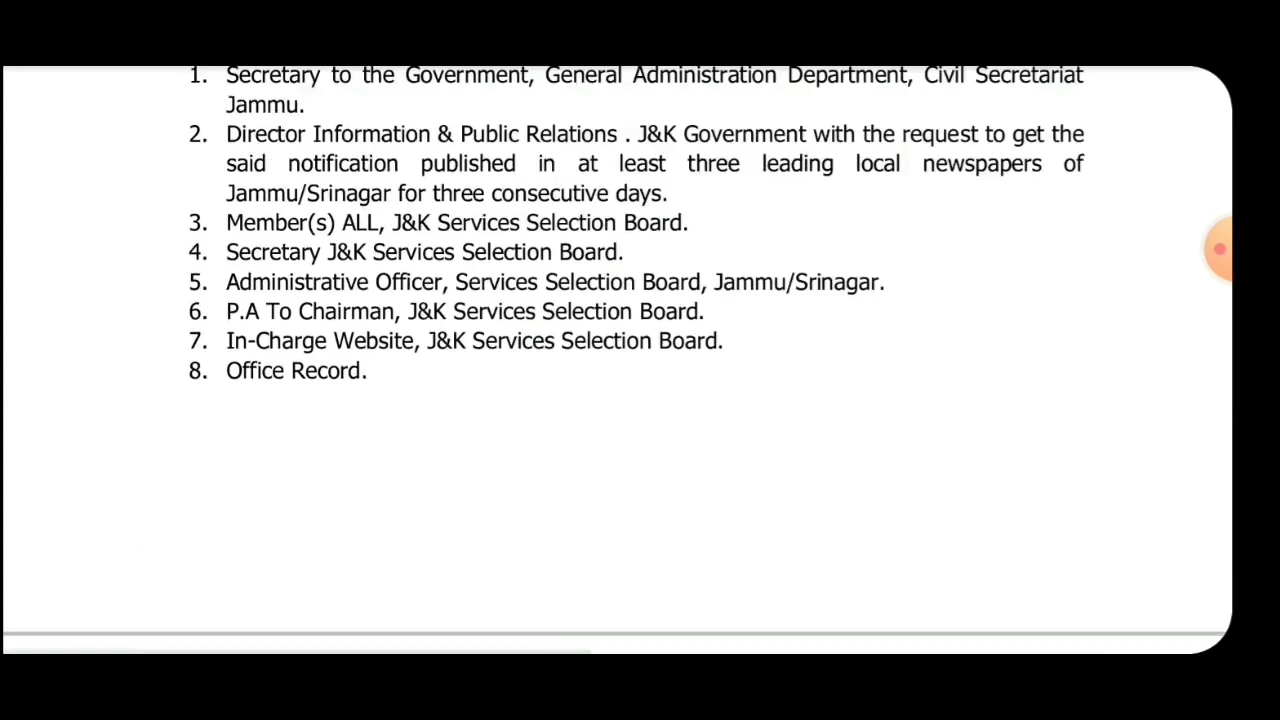 1. Secretary to the Government, General Administration Department, Civil Secretariat
Jammu.
2. Director Information & Public Relations . J&K Government with the request to get the
said notification published in at least three leading local newspapers of
Jammu/Srinagar for three consecutive days.
3. Member(s) ALL, J&K Services Selection Board.
4. Secretary J&K Services Selection Board.
5. Administrative Officer, Services Selection Board, Jammu/Srinagar.
6. P.A To Chairman, J&K Services Selection Board.
7. In-Charge Website, J&K Services Selection Board.
8. Office Record.